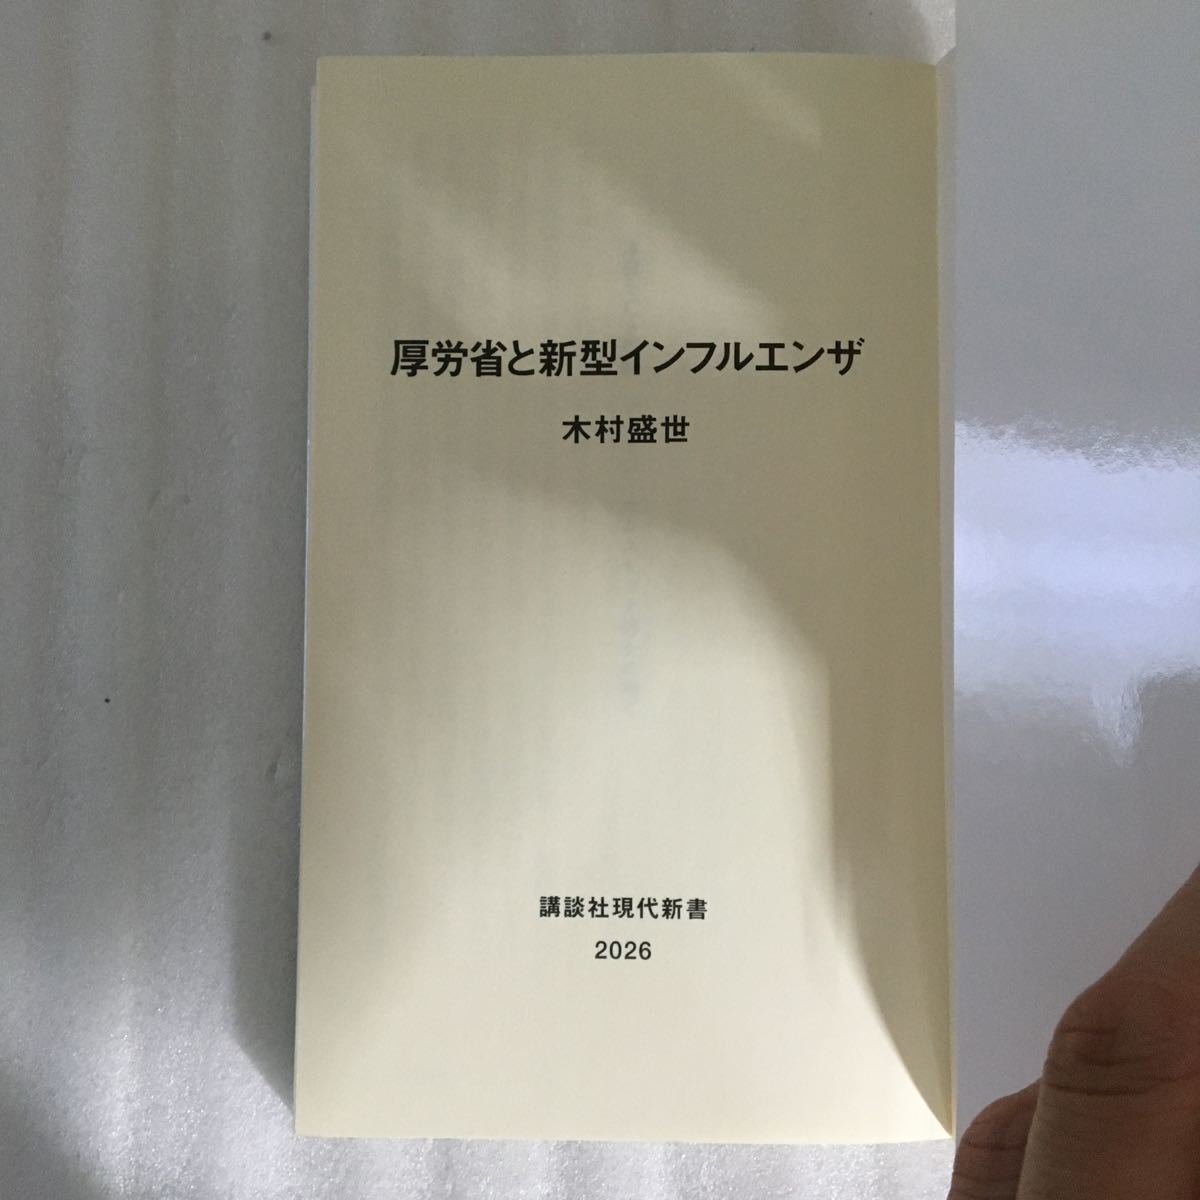 厚労省と新型インフルエンザ
木村盛世
講談社現代新書
2026